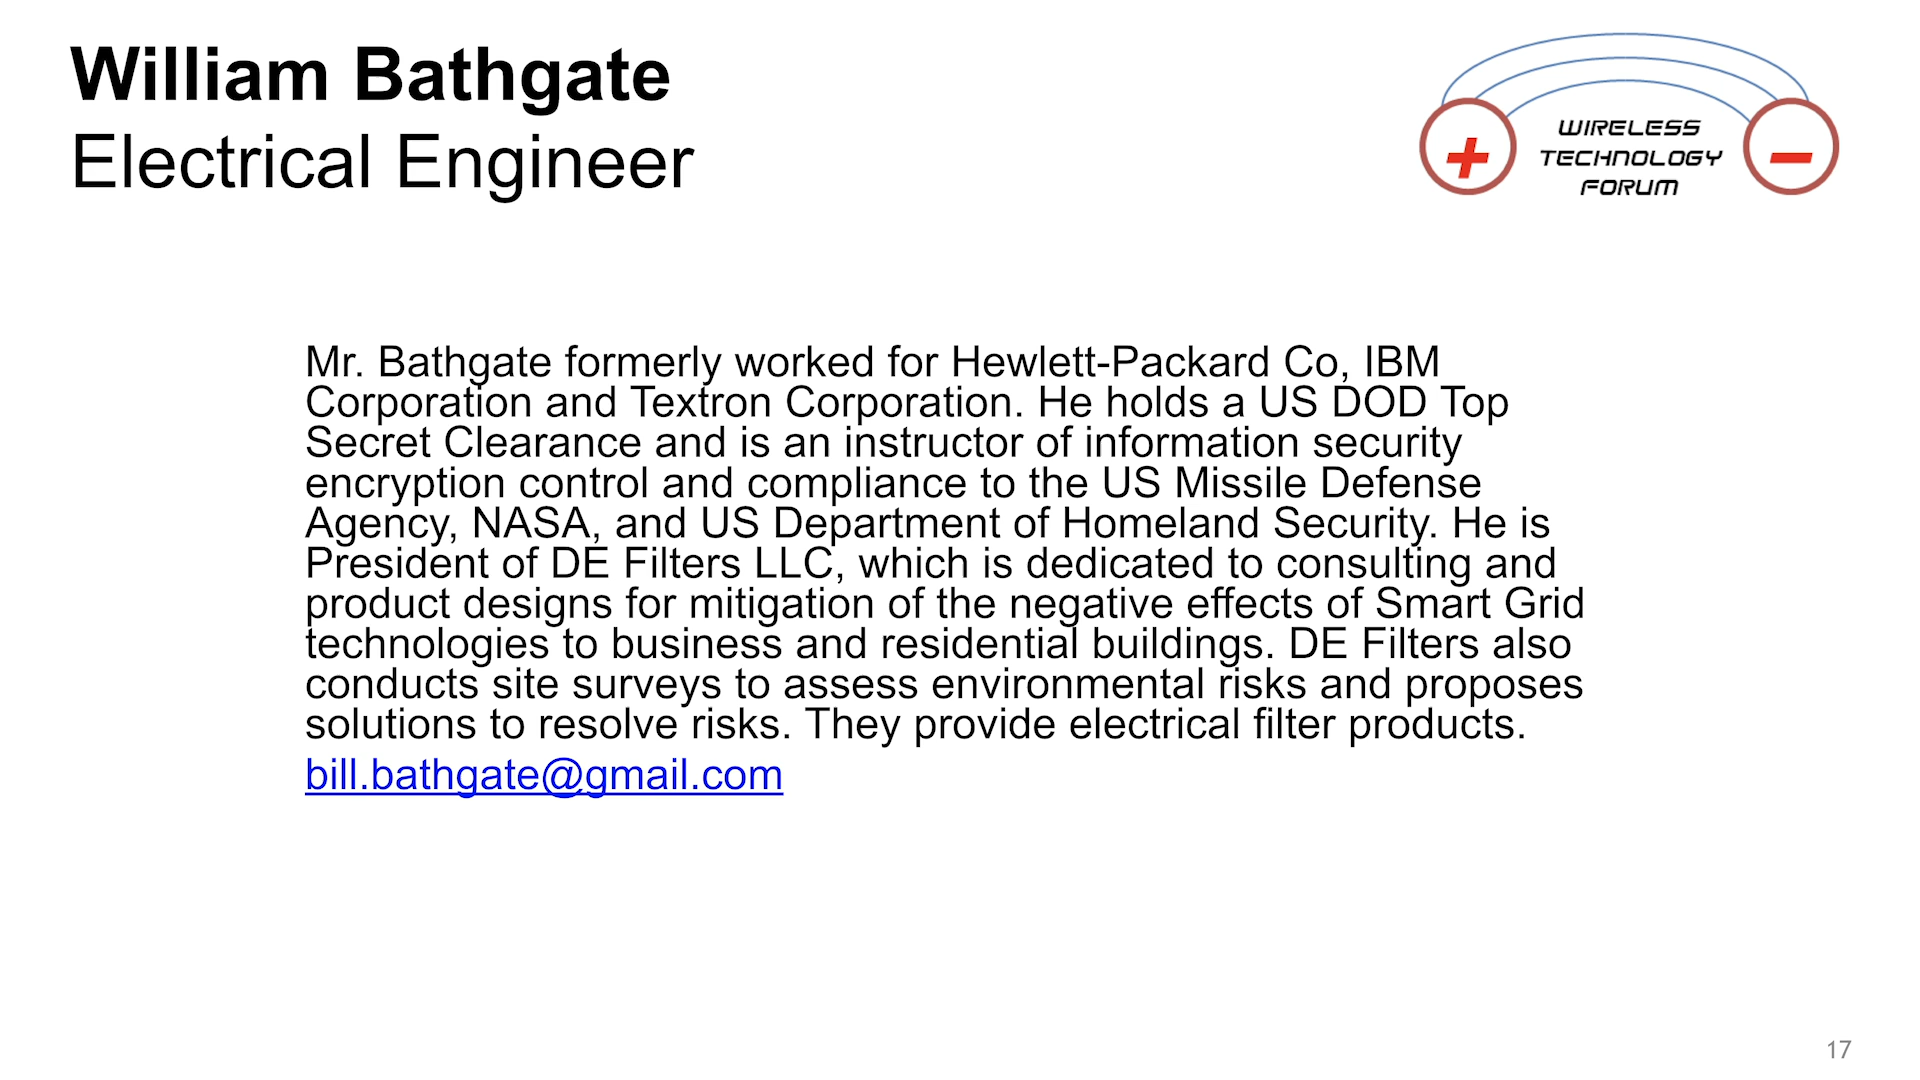 William Bathgate
Electrical Engineer
+ WIRELESS TECHNOLOGY FORUM −
Mr. Bathgate formerly worked for Hewlett-Packard Co, IBM
Corporation and Textron Corporation. He holds a US DOD Top
Secret Clearance and is an instructor of information security
encryption control and compliance to the US Missile Defense
Agency, NASA, and US Department of Homeland Security. He is
President of DE Filters LLC, which is dedicated to consulting and
product designs for mitigation of the negative effects of Smart Grid
technologies to business and residential buildings. DE Filters also
conducts site surveys to assess environmental risks and proposes
solutions to resolve risks. They provide electrical filter products.
bill.bathgate@gmail.com
17